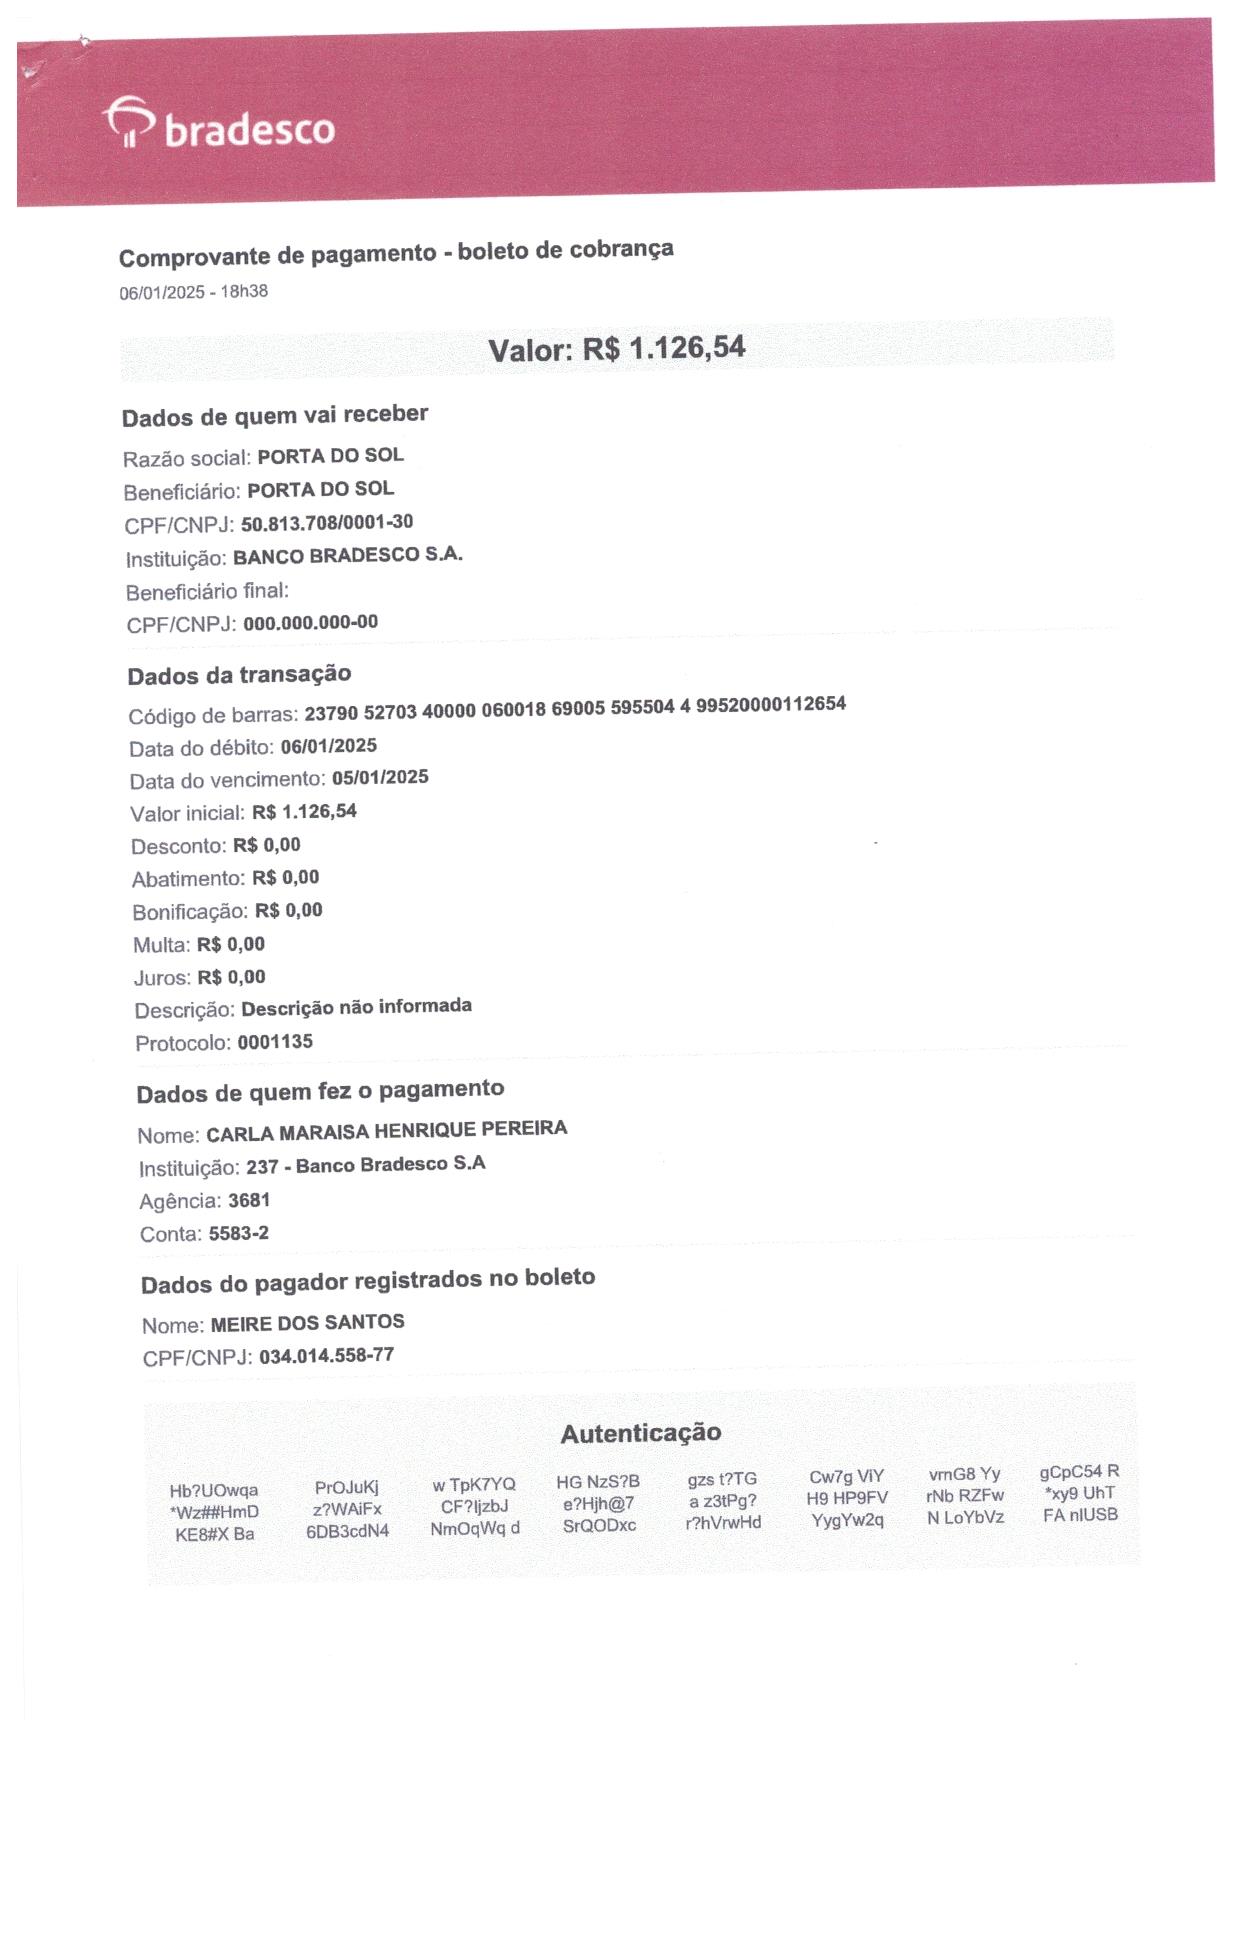 bradesco
Comprovante de pagamento - boleto de cobrança
06/01/2025 - 18h38
Valor: R$ 1.126,54
Dados de quem vai receber
Razão social: PORTA DO SOL
Beneficiário: PORTA DO SOL
CPF/CNPJ: 50.813.708/0001-30
Instituição: BANCO BRADESCO S.A.
Beneficiário final:
CPF/CNPJ: 000.000.000-00
Dados da transação
Código de barras: 23790 52703 40000 060018 69005 595504 4 99520000112654
Data do débito: 06/01/2025
Data do vencimento: 05/01/2025
Valor inicial: R$ 1.126,54
Desconto: R$ 0,00
Abatimento: R$ 0,00
Bonificação: R$ 0,00
Multa: R$ 0,00
Juros: R$ 0,00
Descrição: Descrição não informada
Protocolo: 0001135
Dados de quem fez o pagamento
Nome: CARLA MARAISA HENRIQUE PEREIRA
Instituição: 237 - Banco Bradesco S.A
Agência: 3681
Conta: 5583-2
Dados do pagador registrados no boleto
Nome: MEIRE DOS SANTOS
CPF/CNPJ: 034.014.558-77
Autenticação
Hb?UOwqa PrOJuKj w TpK7YQ HG NzS?B gzs t?TG Cw7g ViY vmG8 Yy gCpC54 R
*Wz##HmD z?WAiFx CF?ljzbJ e?Hjh@7 a z3tPg? H9 HP9FV rNb RZFw *xy9 UhT
KE8#X Ba 6DB3cdN4 NmOqWq d SrQODxc r?hVrwHd YygYw2q N LoYbVz FA nlUSB